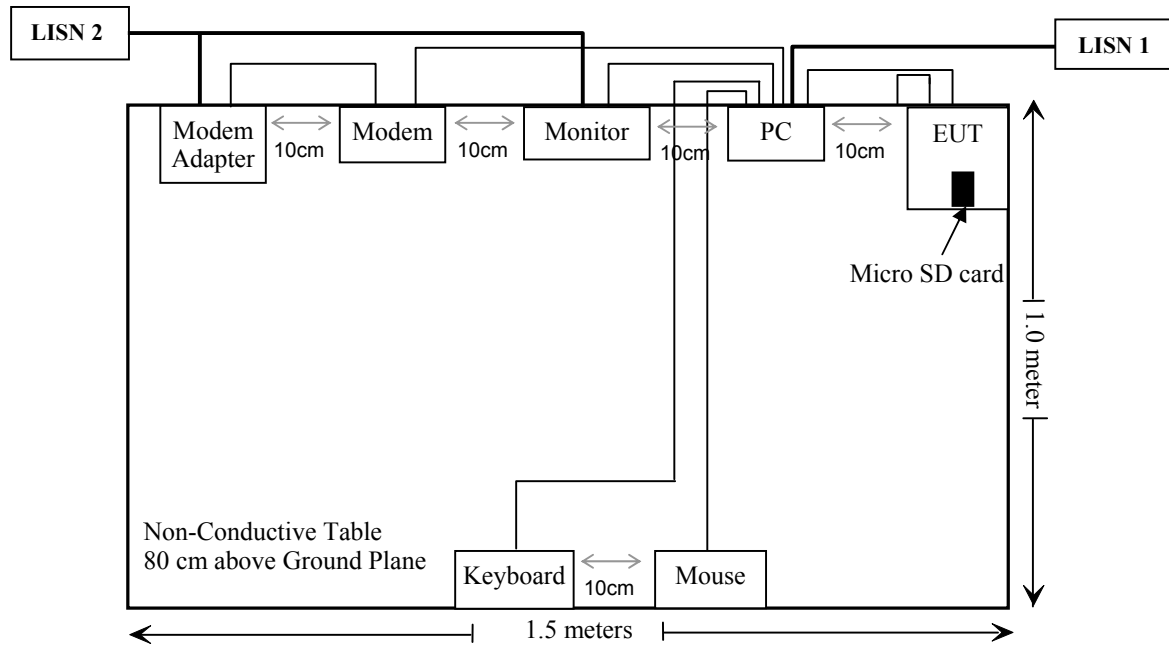 LISN 2
LISN 1
Modem
Adapter
Modem
Monitor
PC
EUT
10cm
10cm
10cm
10cm
Micro SD card
1.0 meter
Non-Conductive Table
80 cm above Ground Plane
Keyboard
10cm
Mouse
1.5 meters